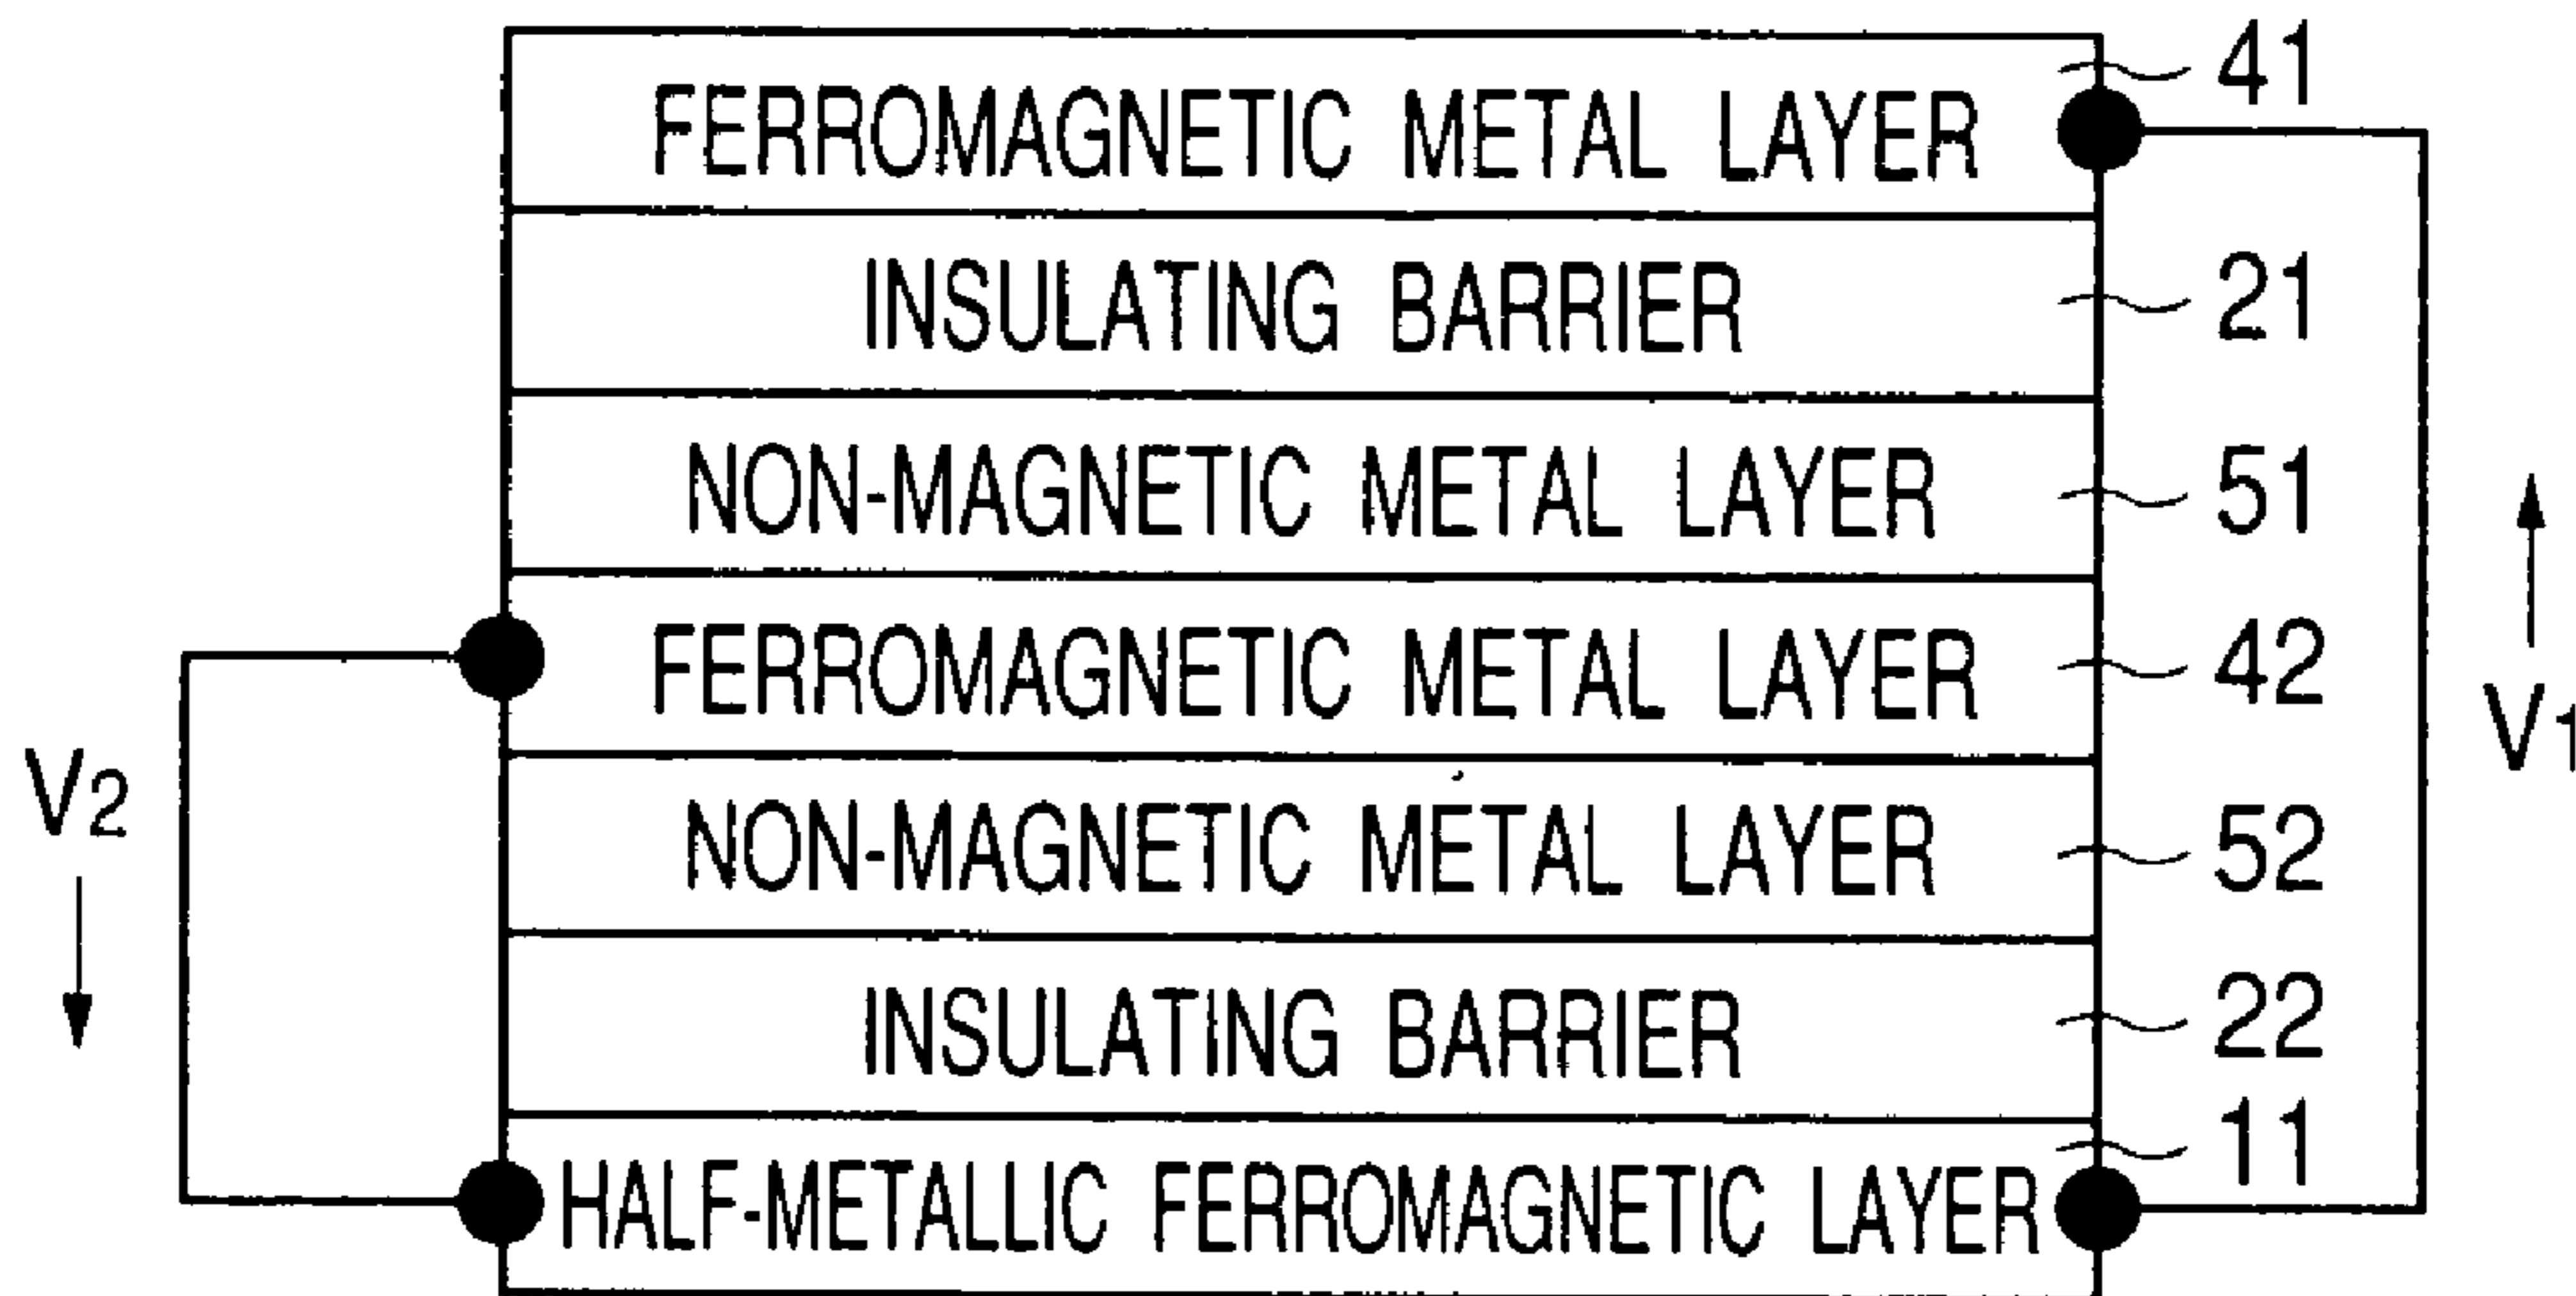 FERROMAGNETIC METAL LAYER 41
INSULATING BARRIER 21
NON-MAGNETIC METAL LAYER 51
FERROMAGNETIC METAL LAYER 42
NON-MAGNETIC METAL LAYER 52
INSULATING BARRIER 22
HALF-METALLIC FERROMAGNETIC LAYER 11
V2
V1